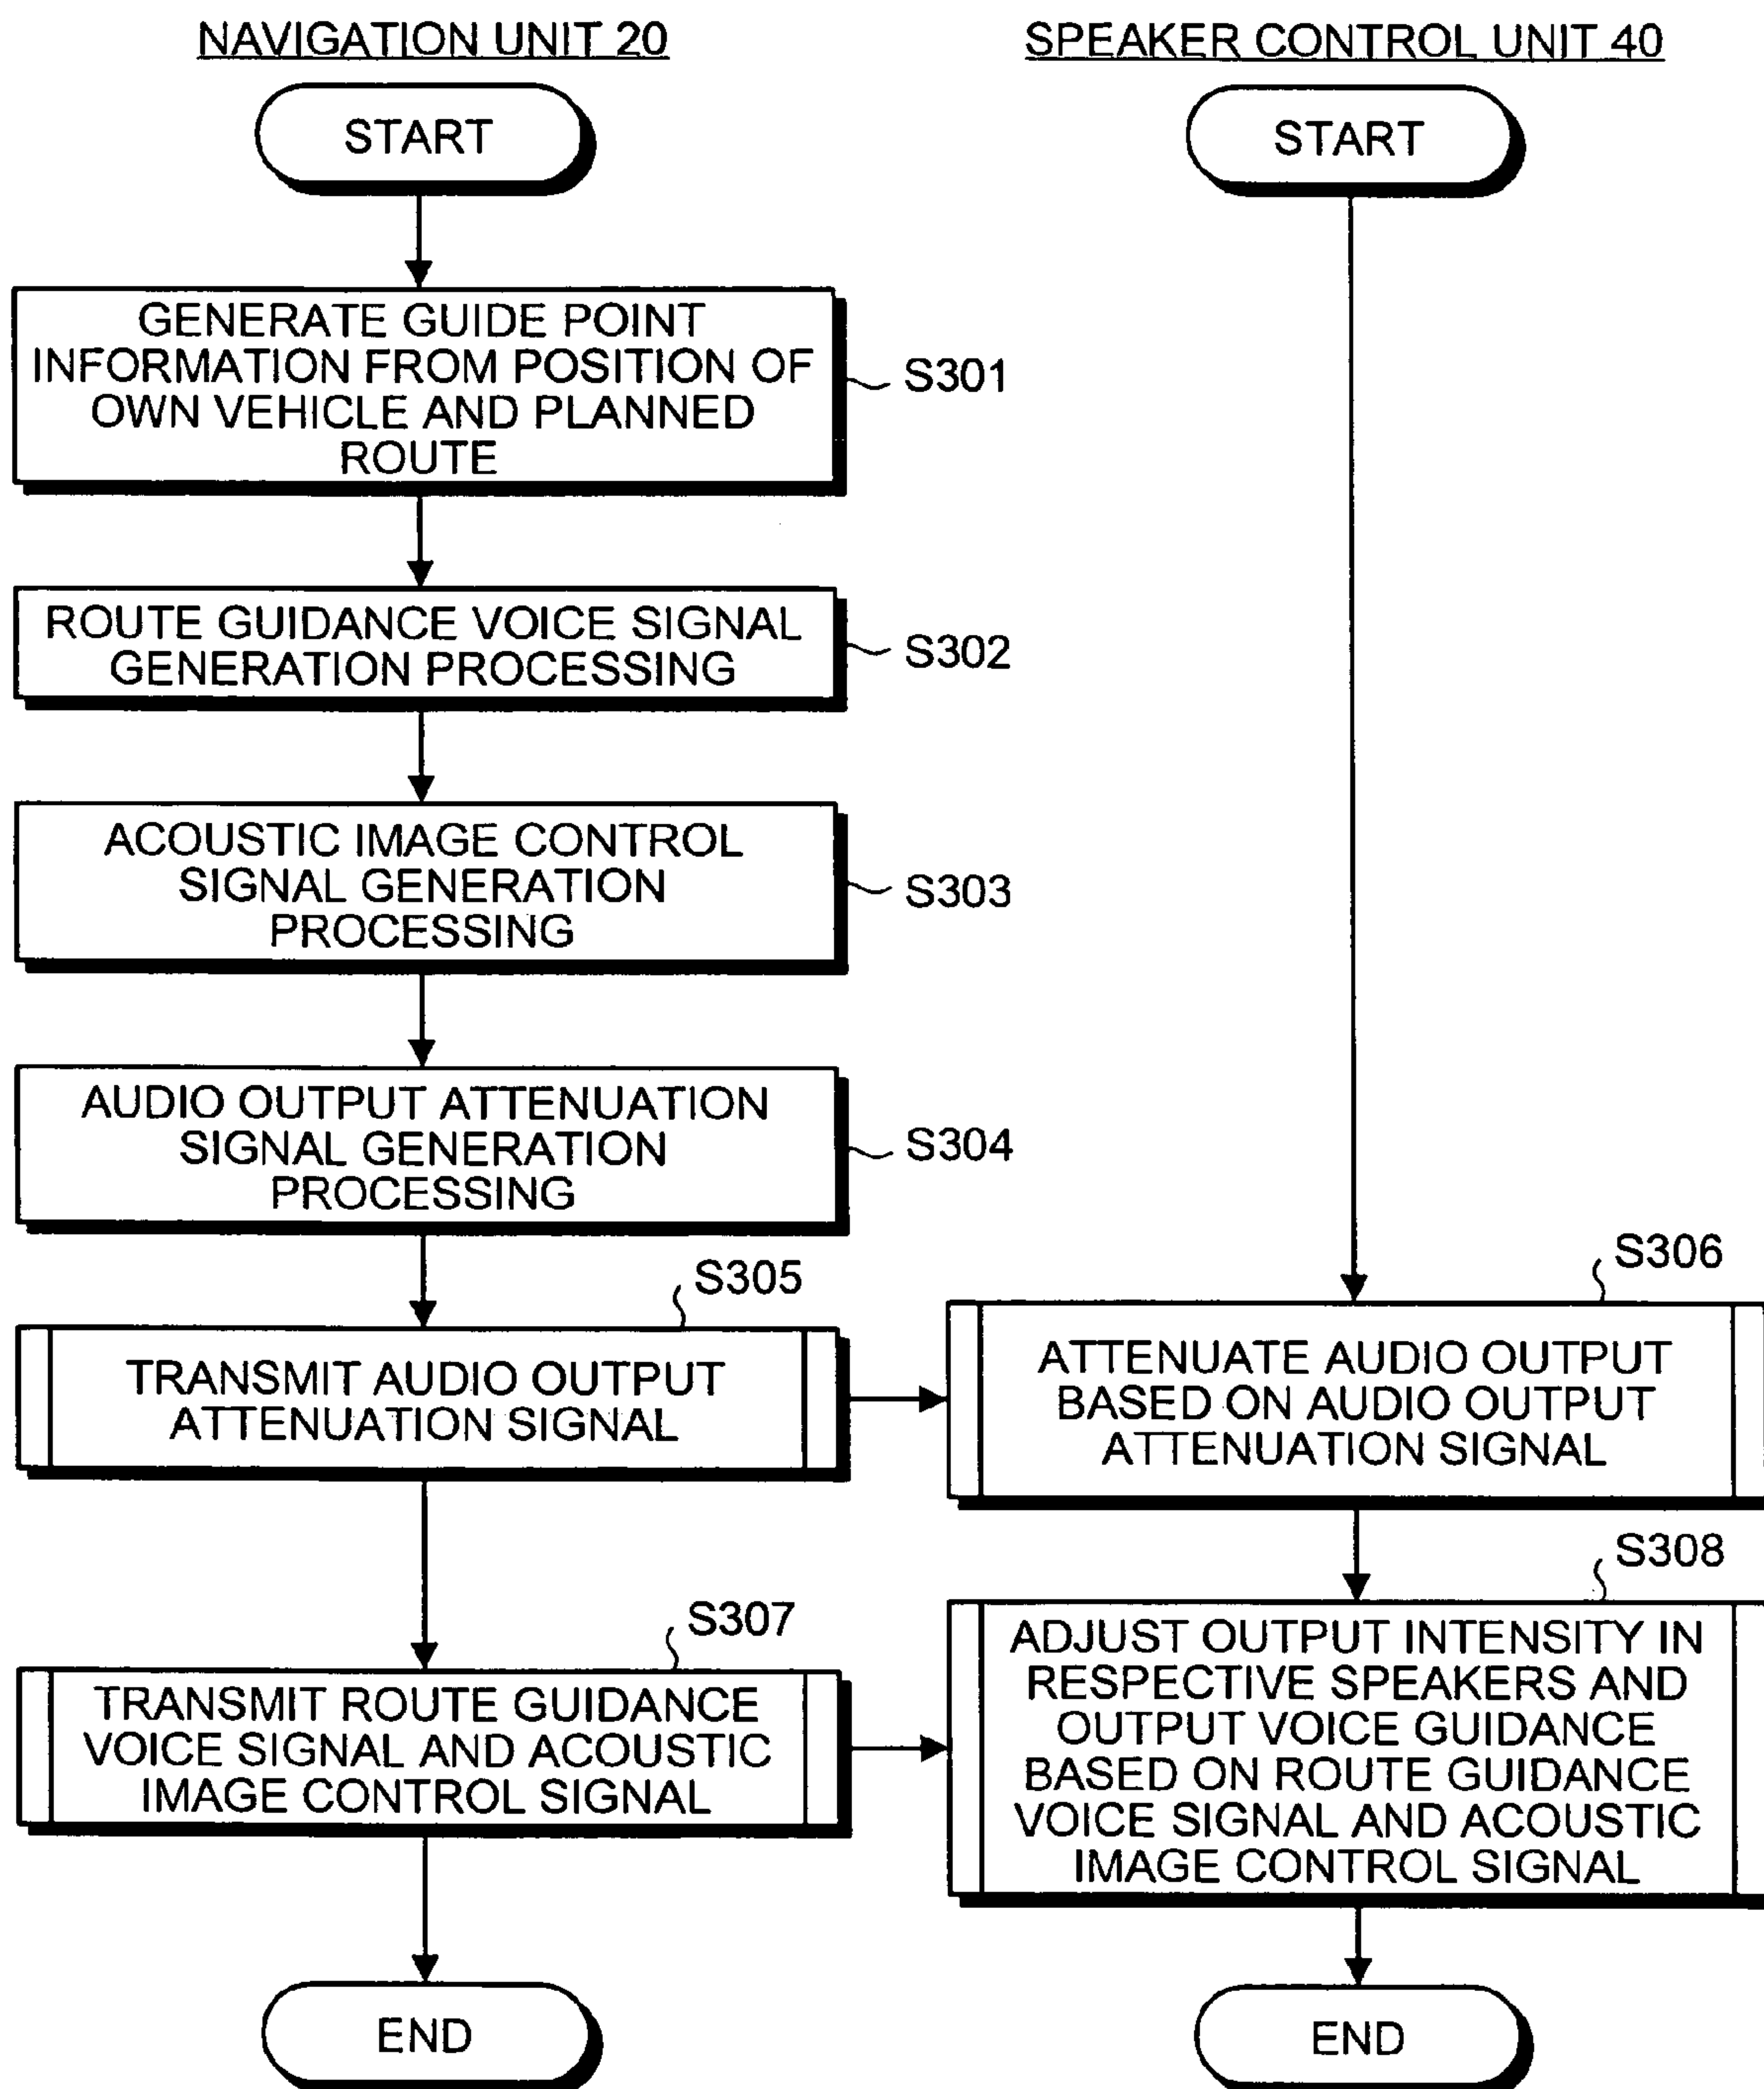 NAVIGATION UNIT 20
SPEAKER CONTROL UNIT 40
START
START
GENERATE GUIDE POINT
INFORMATION FROM POSITION OF
OWN VEHICLE AND PLANNED
ROUTE
S301
ROUTE GUIDANCE VOICE SIGNAL
GENERATION PROCESSING
S302
ACOUSTIC IMAGE CONTROL
SIGNAL GENERATION
PROCESSING
S303
AUDIO OUTPUT ATTENUATION
SIGNAL GENERATION
PROCESSING
S304
S305
TRANSMIT AUDIO OUTPUT
ATTENUATION SIGNAL
S306
ATTENUATE AUDIO OUTPUT
BASED ON AUDIO OUTPUT
ATTENUATION SIGNAL
S307
TRANSMIT ROUTE GUIDANCE
VOICE SIGNAL AND ACOUSTIC
IMAGE CONTROL SIGNAL
S308
ADJUST OUTPUT INTENSITY IN
RESPECTIVE SPEAKERS AND
OUTPUT VOICE GUIDANCE
BASED ON ROUTE GUIDANCE
VOICE SIGNAL AND ACOUSTIC
IMAGE CONTROL SIGNAL
END
END